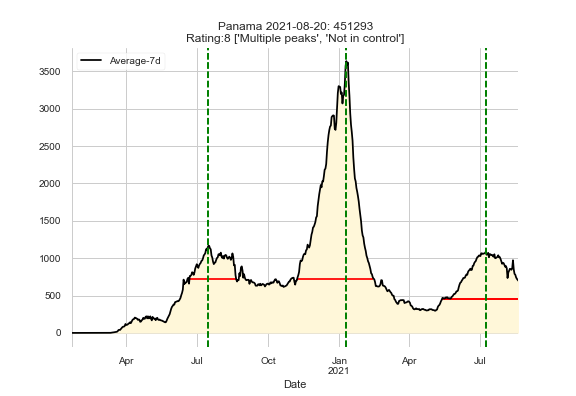 Panama 2021-08-20: 451293
Rating:8 ['Multiple peaks', 'Not in control']
Average-7d
3500
3000
2500
2000
1500
1000
500
0
Apr Jul Oct Jan Apr Jul
2021
Date